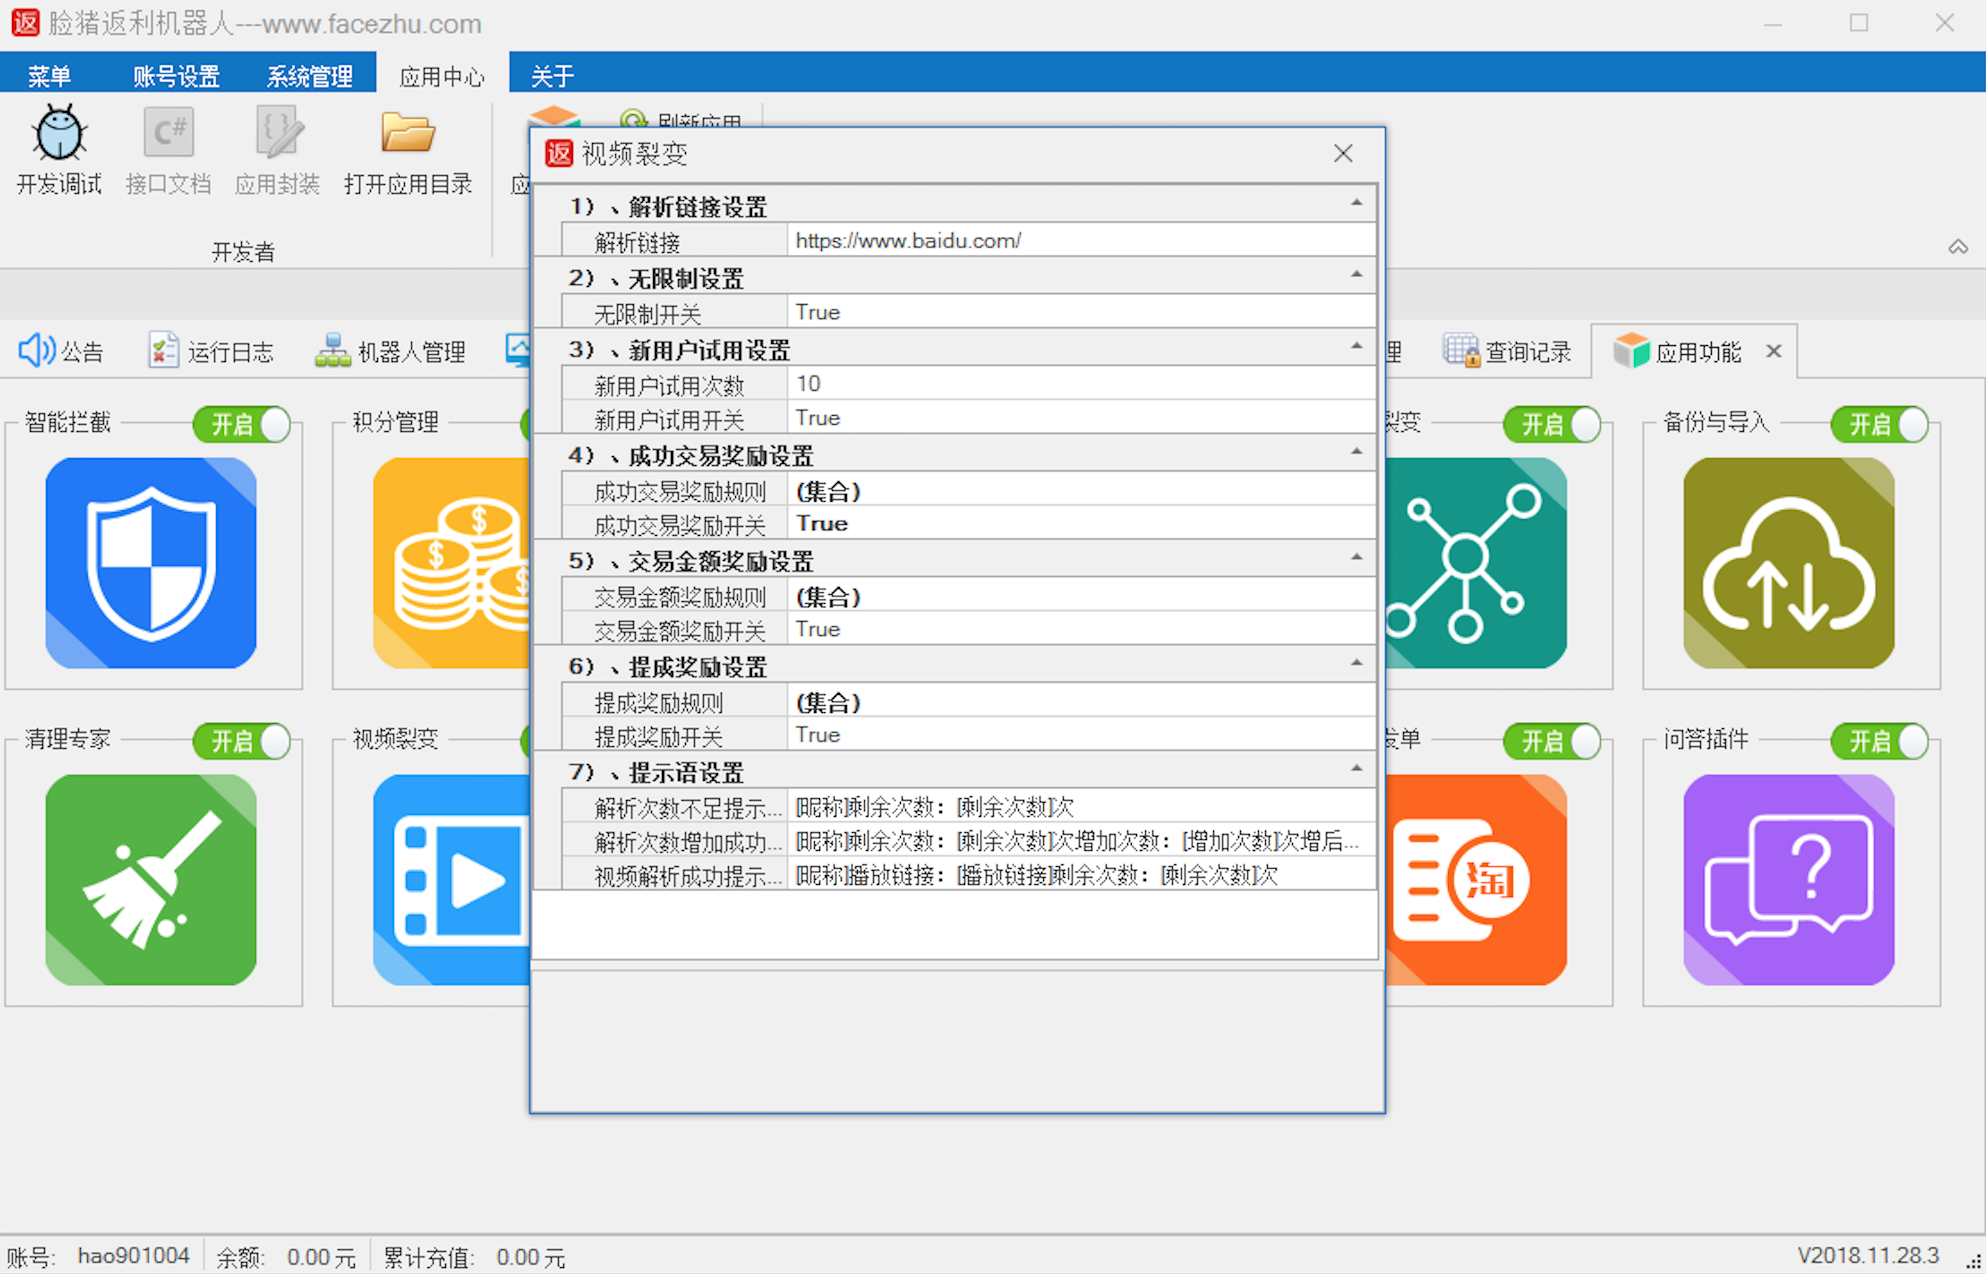 返 脸猪返利机器人---www.facezhu.com
菜单 账号设置 系统管理 应用中心 关于
刷新应用
C#
开发调试 接口文档 应用封装 打开应用目录 应
开发者
公告 运行日志 机器人管理 理 查询记录 应用功能
智能拦截 开启 积分管理 裂变 开启 备份与导入 开启
清理专家 开启 视频裂变 发单 开启 问答插件 开启
淘 ?
返 视频裂变
1）、解析链接设置
解析链接 https://www.baidu.com/
2）、无限制设置
无限制开关 True
3）、新用户试用设置
新用户试用次数 10
新用户试用开关 True
4）、成功交易奖励设置
成功交易奖励规则 (集合)
成功交易奖励开关 True
5）、交易金额奖励设置
交易金额奖励规则 (集合)
交易金额奖励开关 True
6）、提成奖励设置
提成奖励规则 (集合)
提成奖励开关 True
7）、提示语设置
解析次数不足提示... [昵称]剩余次数：[剩余次数]次
解析次数增加成功... [昵称]剩余次数：[剩余次数]次增加次数：[增加次数]次增后...
视频解析成功提示... [昵称]播放链接：[播放链接]剩余次数：[剩余次数]次
账号: hao901004 余额: 0.00 元 累计充值: 0.00 元 V2018.11.28.3